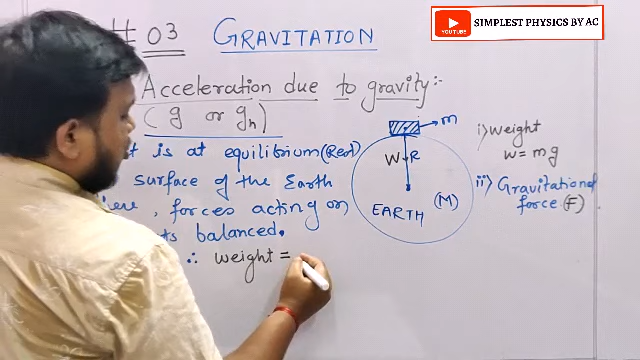 SIMPLEST PHYSICS BY AC
YOUTUBE
# 03 GRAVITATION
Acceleration due to gravity:-
(g or gh)
is at equilibrium (Rest)
surface of the Earth
, forces acting on
balanced.
∴ weight =
m
W R
EARTH (M)
i) weight
w = mg
ii) Gravitational
force (F)